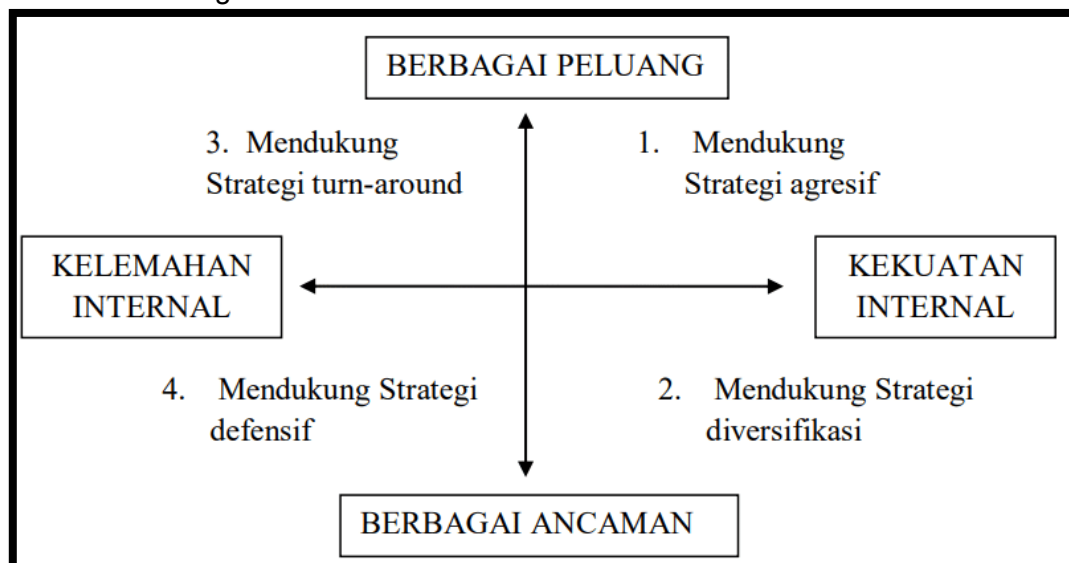 BERBAGAI PELUANG
3. Mendukung
Strategi turn-around
1. Mendukung
Strategi agresif
KELEMAHAN
INTERNAL
KEKUATAN
INTERNAL
4. Mendukung Strategi
defensif
2. Mendukung Strategi
diversifikasi
BERBAGAI ANCAMAN